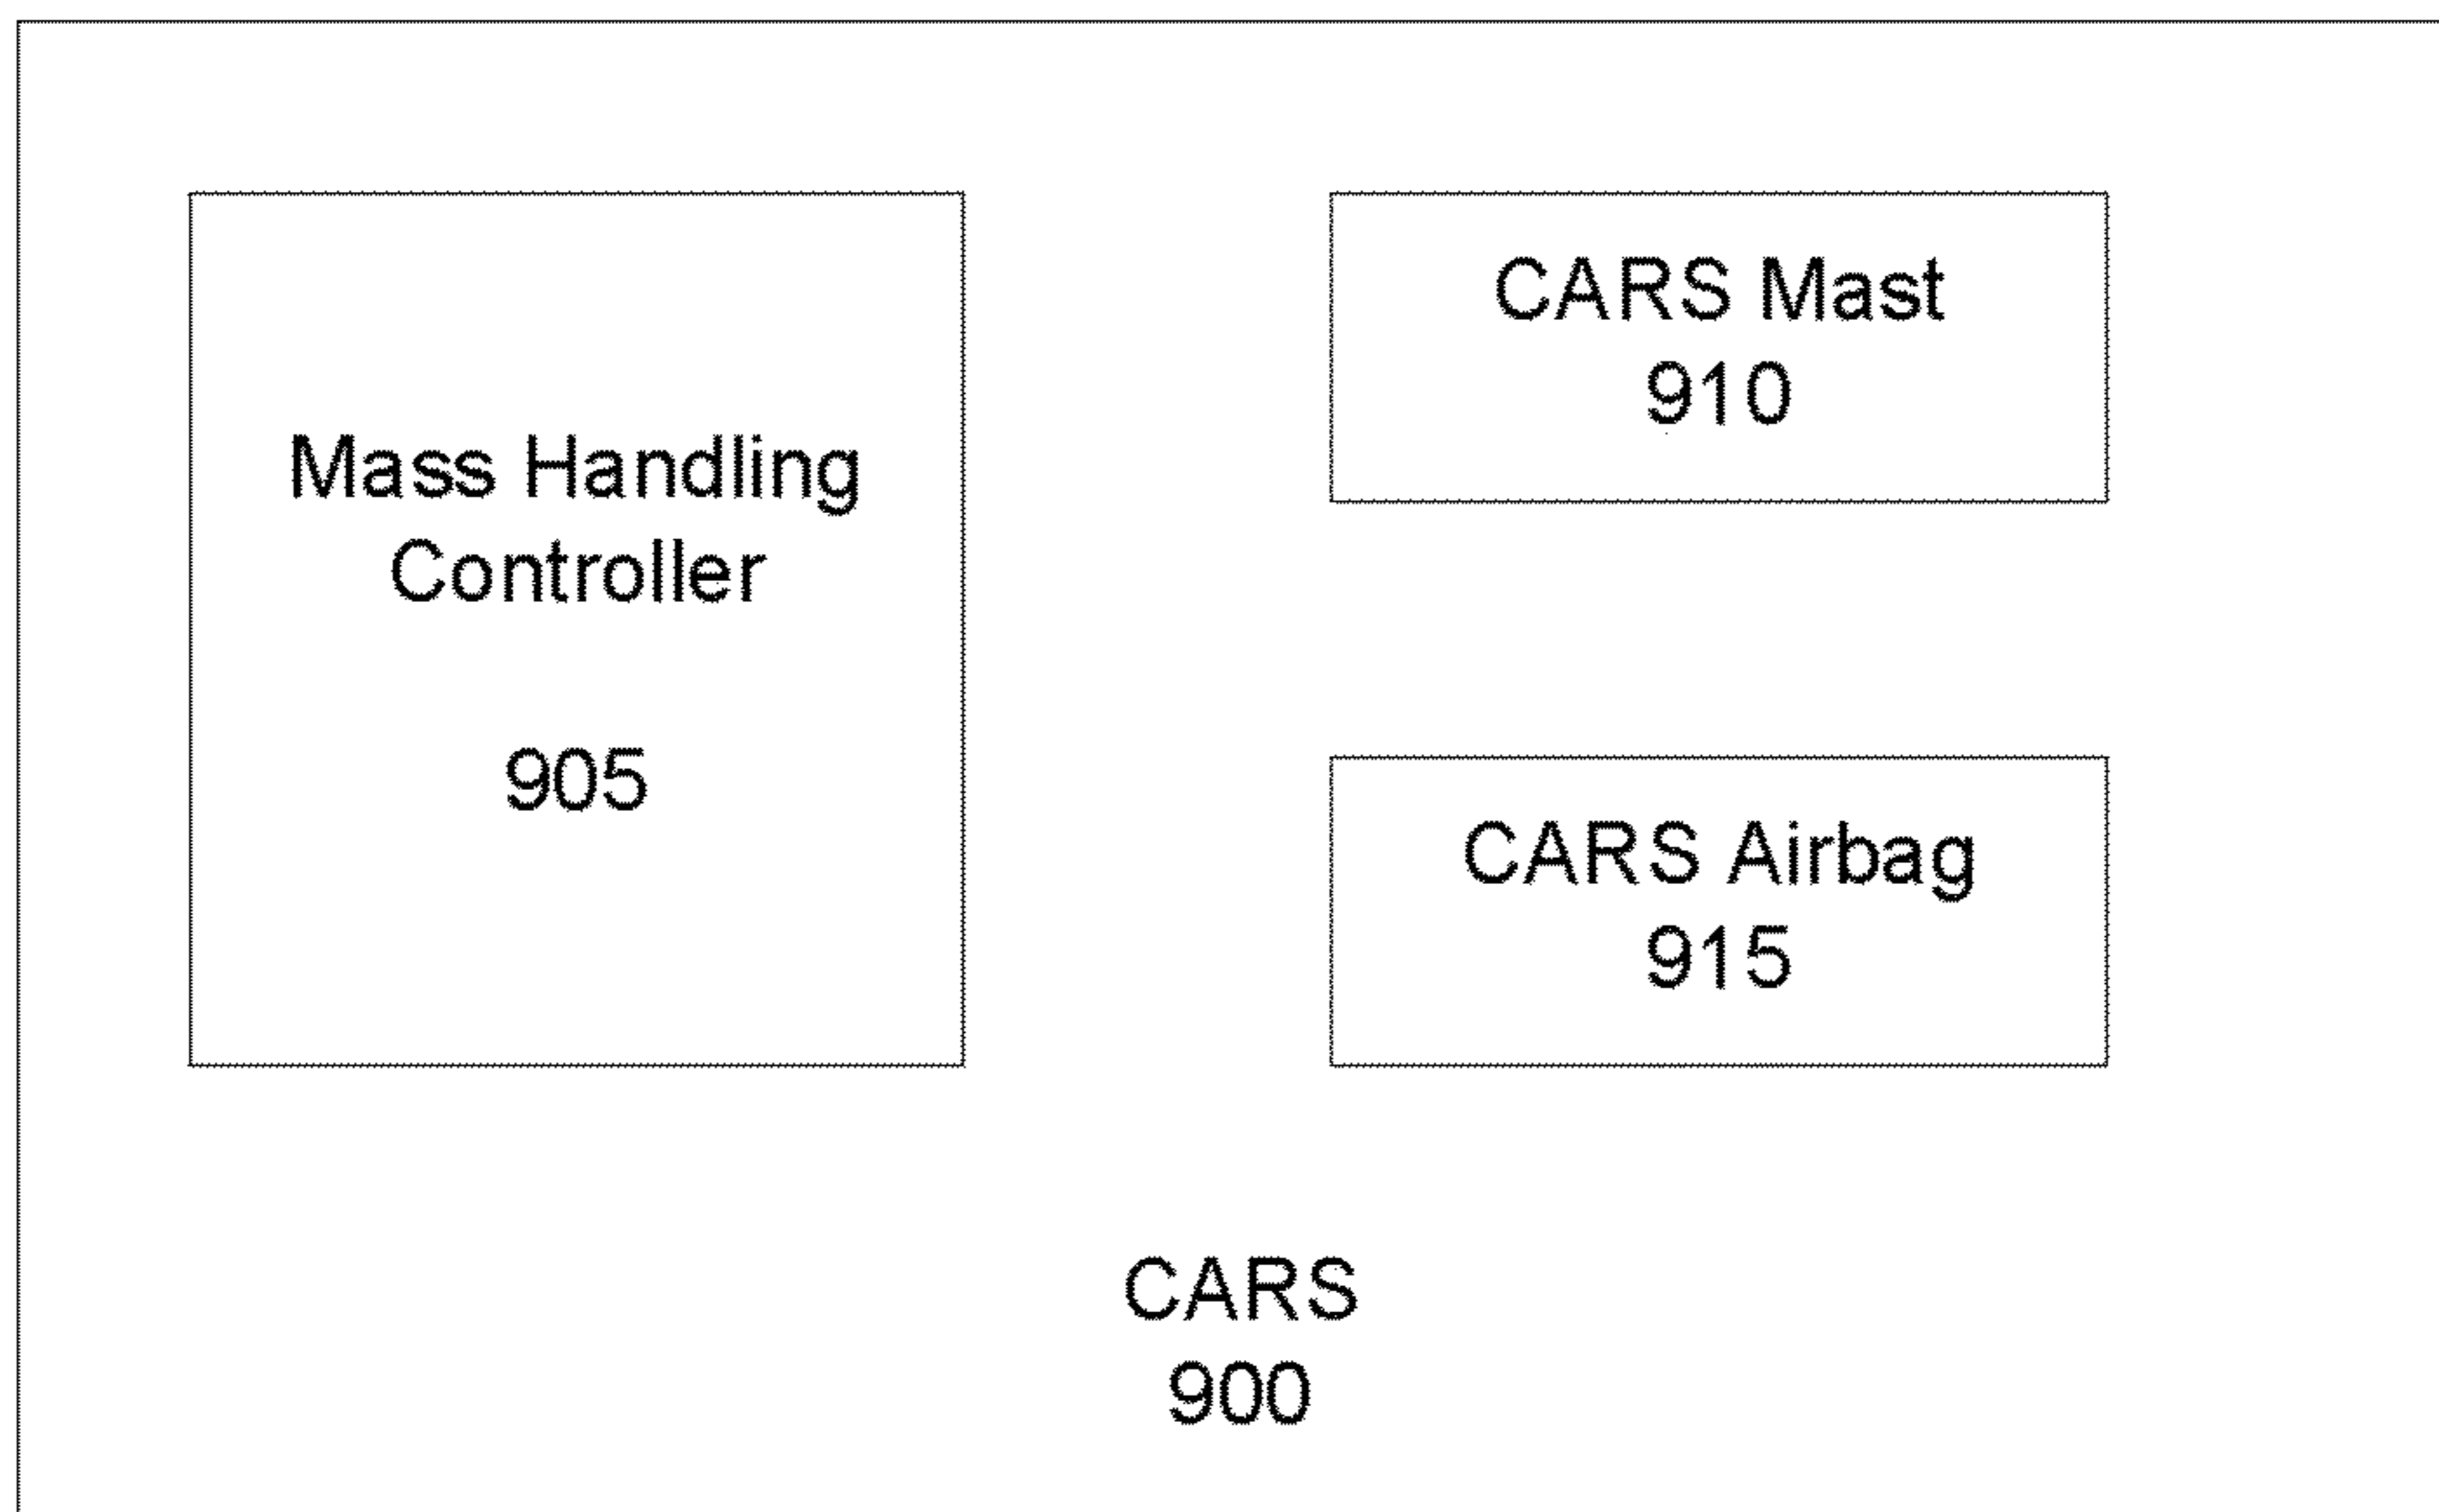 Mass Handling
Controller
905
CARS Mast
910
CARS Airbag
915
CARS
900